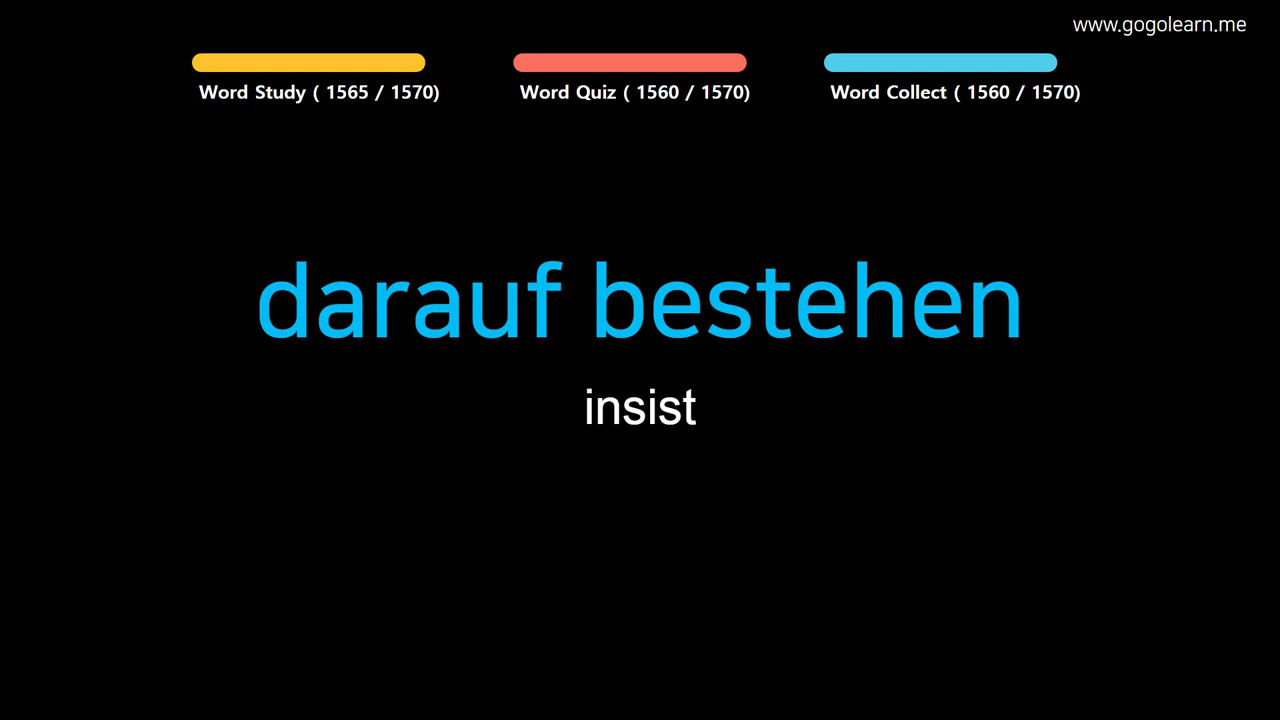 www.gogolearn.me
Word Study ( 1565 / 1570)
Word Quiz ( 1560 / 1570)
Word Collect ( 1560 / 1570)
darauf bestehen
insist